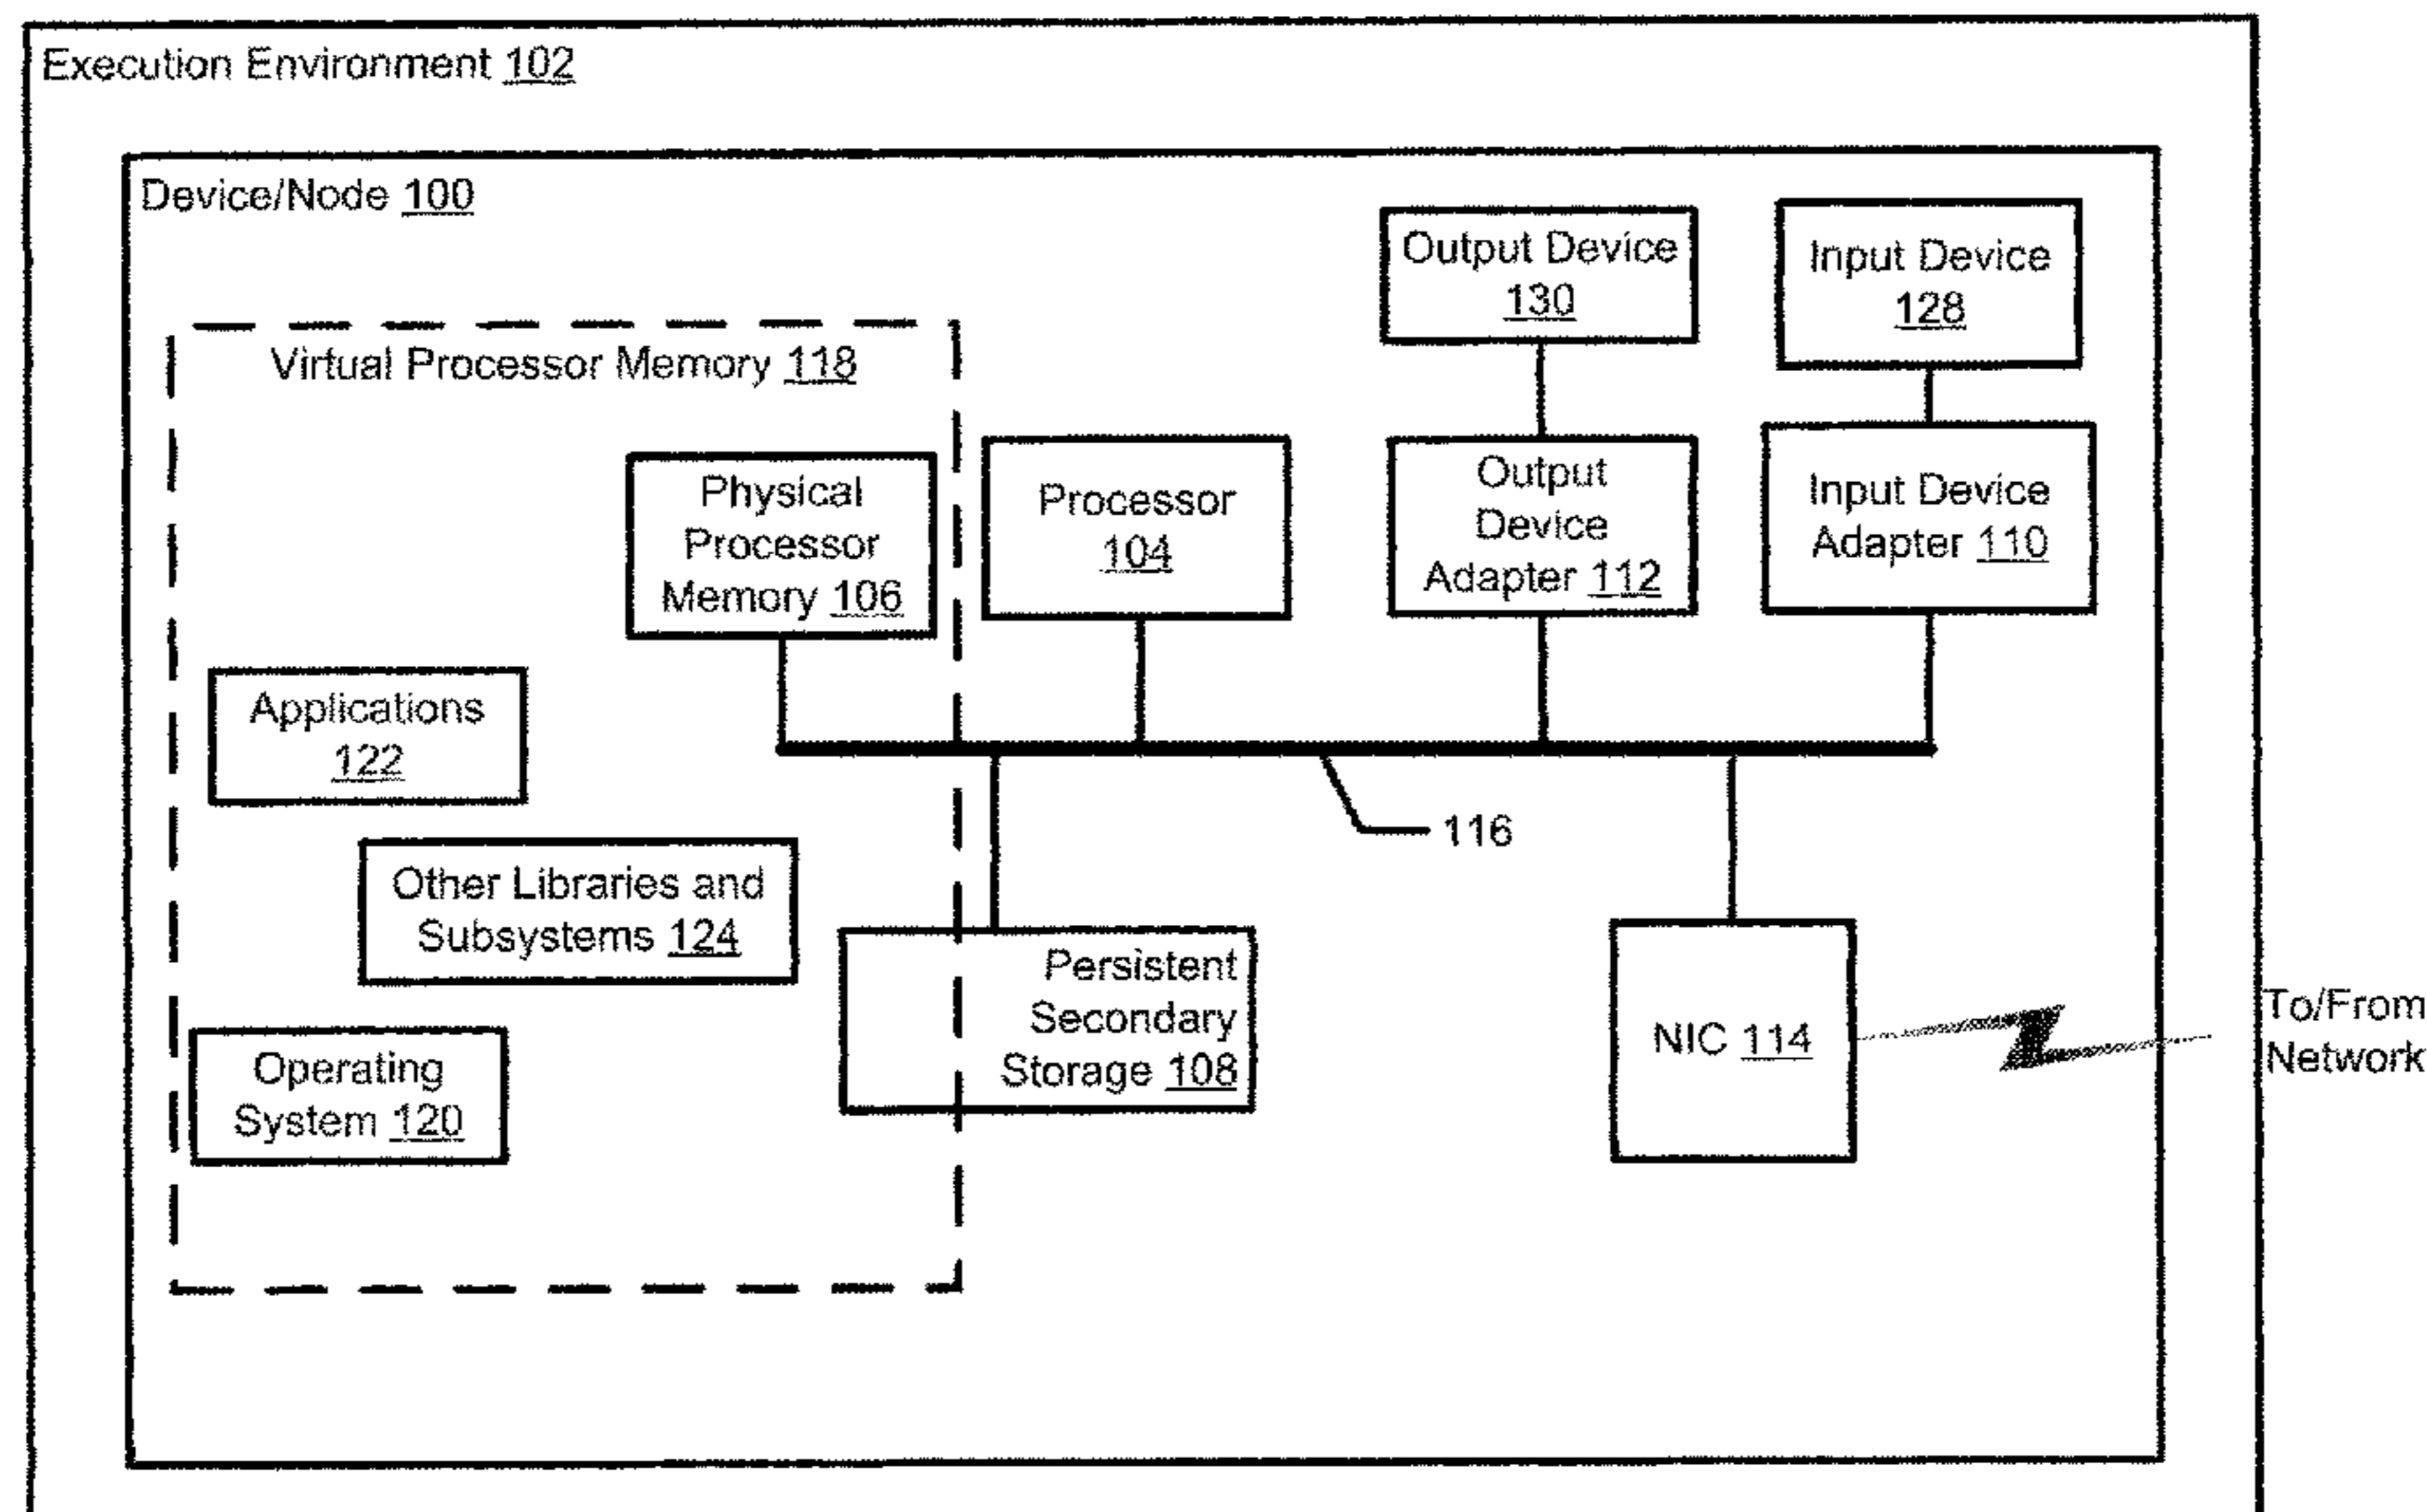 Execution Environment 102
Device/Node 100
Output Device
130
Input Device
128
Virtual Processor Memory 118
Physical
Processor
Memory 106
Processor
104
Output
Device
Adapter 112
Input Device
Adapter 110
Applications
122
116
Other Libraries and
Subsystems 124
Persistent
Secondary
Storage 108
NIC 114
To/From
Network
Operating
System 120